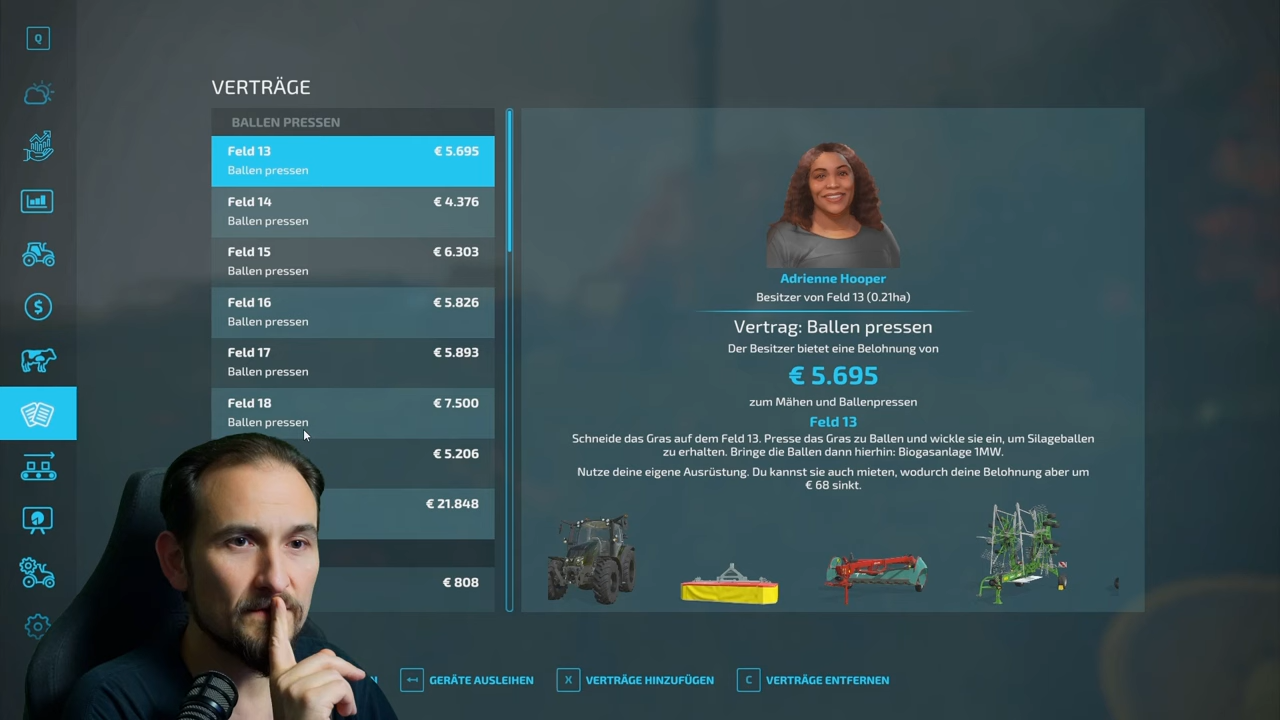 Q
VERTRÄGE
BALLEN PRESSEN
Feld 13 € 5.695
Ballen pressen
Feld 14 € 4.376
Ballen pressen
Feld 15 € 6.303
Ballen pressen
Feld 16 € 5.826
Ballen pressen
Feld 17 € 5.893
Ballen pressen
Feld 18 € 7.500
Ballen pressen
€ 5.206
€ 21.848
€ 808
Adrienne Hooper
Besitzer von Feld 13 (0.21ha)
Vertrag: Ballen pressen
Der Besitzer bietet eine Belohnung von
€ 5.695
zum Mähen und Ballenpressen
Feld 13
Schneide das Gras auf dem Feld 13. Presse das Gras zu Ballen und wickle sie ein, um Silageballen
zu erhalten. Bringe die Ballen dann hierhin: Biogasanlage 1MW.
Nutze deine eigene Ausrüstung. Du kannst sie auch mieten, wodurch deine Belohnung aber um
€ 68 sinkt.
GERÄTE AUSLEIHEN X VERTRÄGE HINZUFÜGEN C VERTRÄGE ENTFERNEN